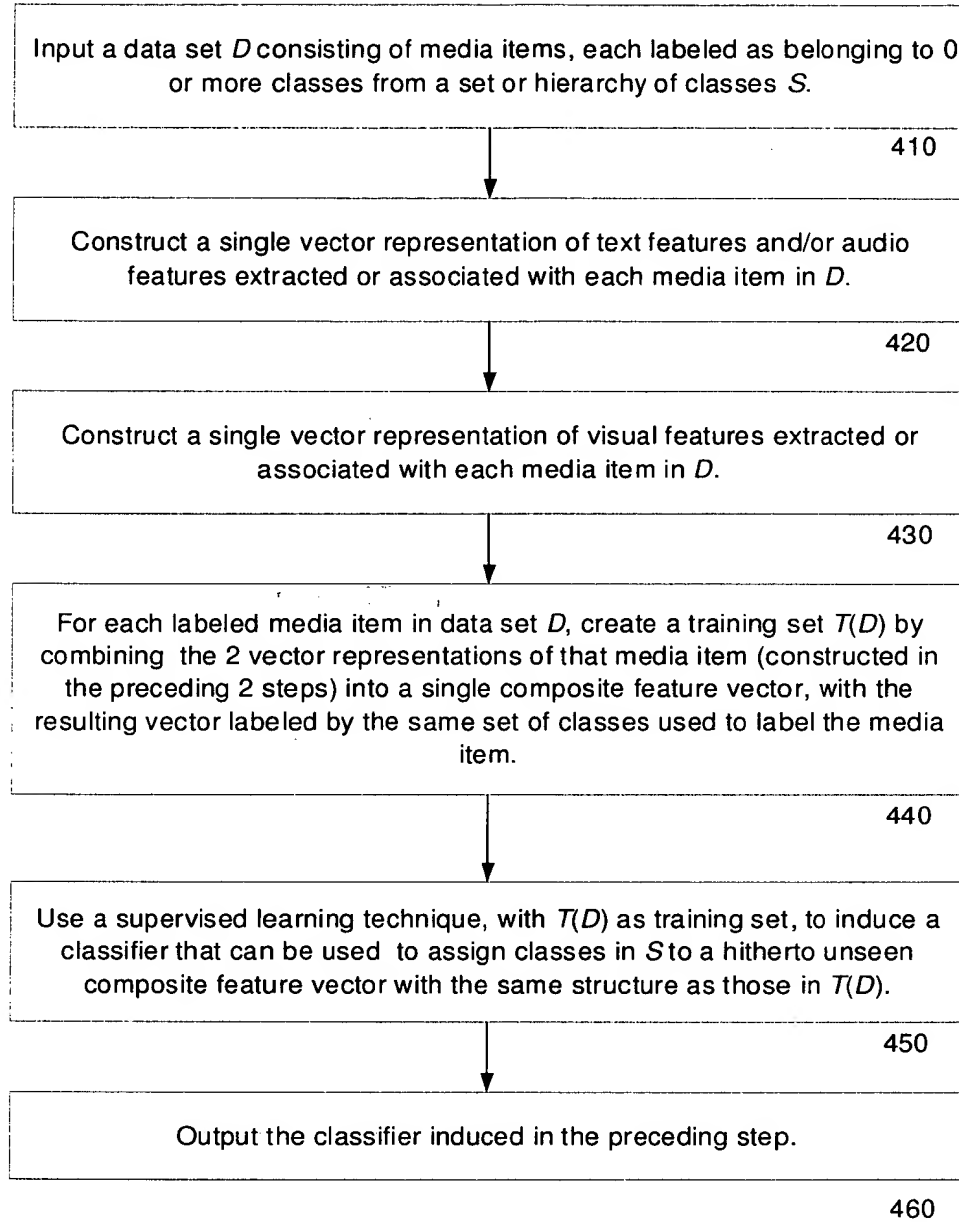 Input a data set D consisting of media items, each labeled as belonging to 0
or more classes from a set or hierarchy of classes S.
410
Construct a single vector representation of text features and/or audio
features extracted or associated with each media item in D.
420
Construct a single vector representation of visual features extracted or
associated with each media item in D.
430
For each labeled media item in data set D, create a training set T(D) by
combining the 2 vector representations of that media item (constructed in
the preceding 2 steps) into a single composite feature vector, with the
resulting vector labeled by the same set of classes used to label the media
item.
440
Use a supervised learning technique, with T(D) as training set, to induce a
classifier that can be used to assign classes in S to a hitherto unseen
composite feature vector with the same structure as those in T(D).
450
Output the classifier induced in the preceding step.
460